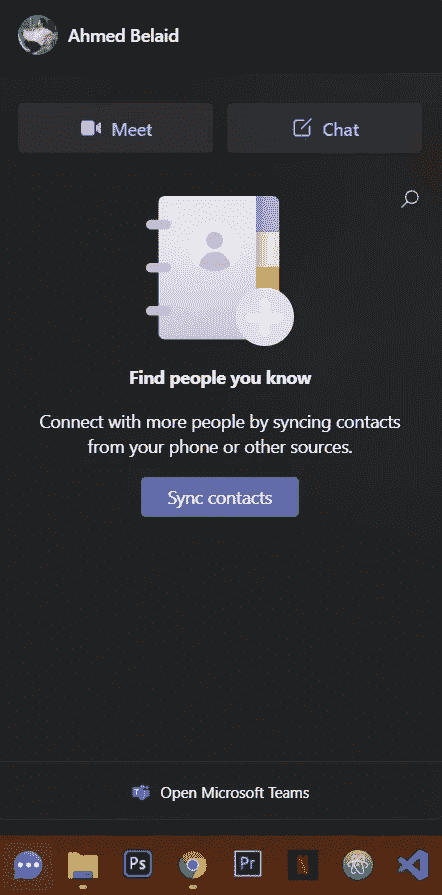 Ahmed Belaid
Meet
Chat
Find people you know
Connect with more people by syncing contacts
from your phone or other sources.
Sync contacts
Open Microsoft Teams
Ps
Pr